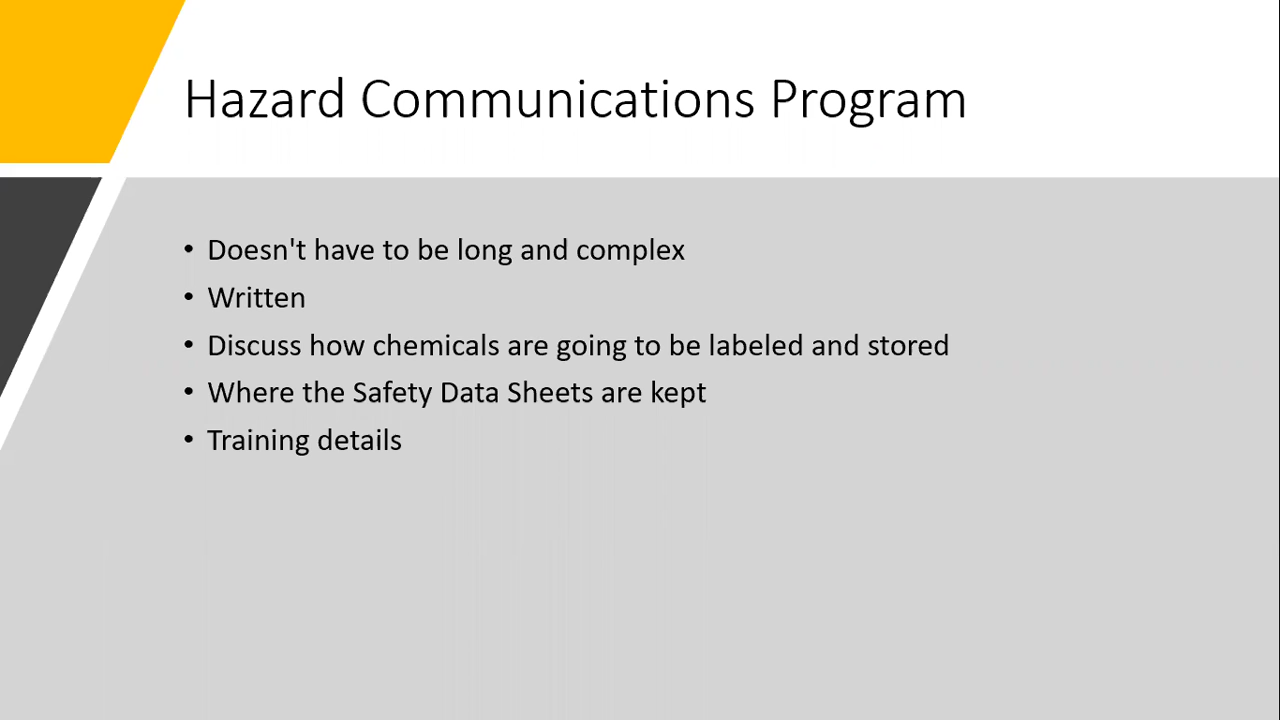 Hazard Communications Program
• Doesn't have to be long and complex
• Written
• Discuss how chemicals are going to be labeled and stored
• Where the Safety Data Sheets are kept
• Training details